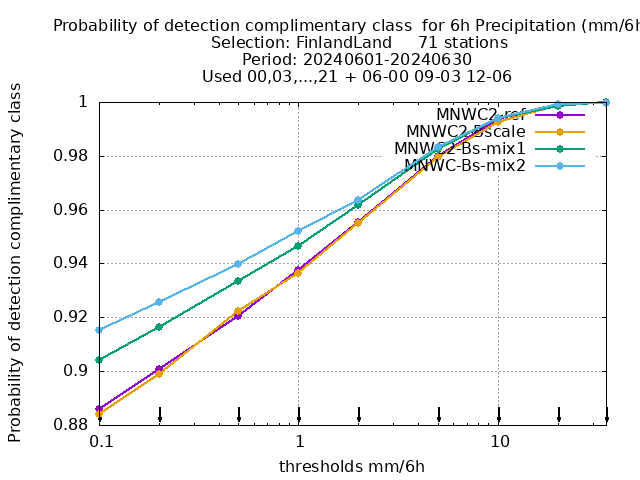 Probability of detection complimentary class  for 6h Precipitation (mm/6h
Selection: FinlandLand     71 stations
Period: 20240601-20240630
Used 00,03,...,21 + 06-00 09-03 12-06
Probability of detection complimentary class
1
0.98
0.96
0.94
0.92
0.9
0.88
MNWC2-ref
MNWC2-Bscale
MNWC2-Bs-mix1
MNWC-Bs-mix2
0.1
1
10
thresholds mm/6h